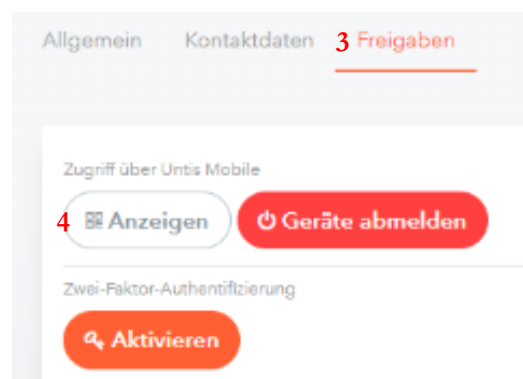 Allgemein Kontaktdaten 3 Freigaben
Zugriff über Untis Mobile
4 Anzeigen Geräte abmelden
Zwei-Faktor-Authentifizierung
Aktivieren